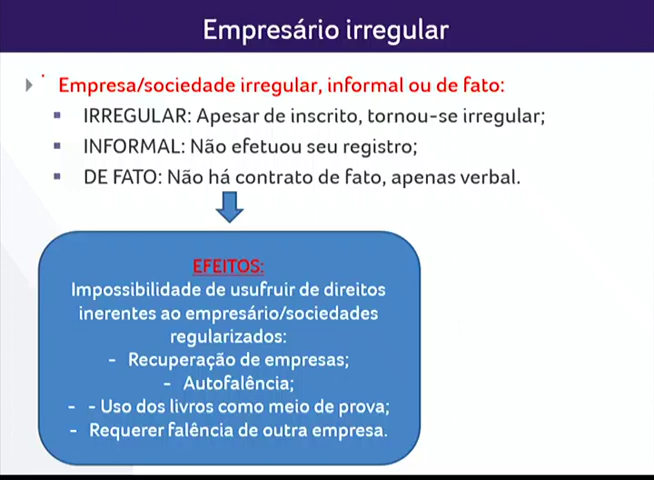 Empresário irregular
Empresa/sociedade irregular, informal ou de fato:
IRREGULAR: Apesar de inscrito, tornou-se irregular;
INFORMAL: Não efetuou seu registro;
DE FATO: Não há contrato de fato, apenas verbal.
EFEITOS:
Impossibilidade de usufruir de direitos
inerentes ao empresário/sociedades
regularizados:
- Recuperação de empresas;
- Autofalência;
- - Uso dos livros como meio de prova;
- Requerer falência de outra empresa.